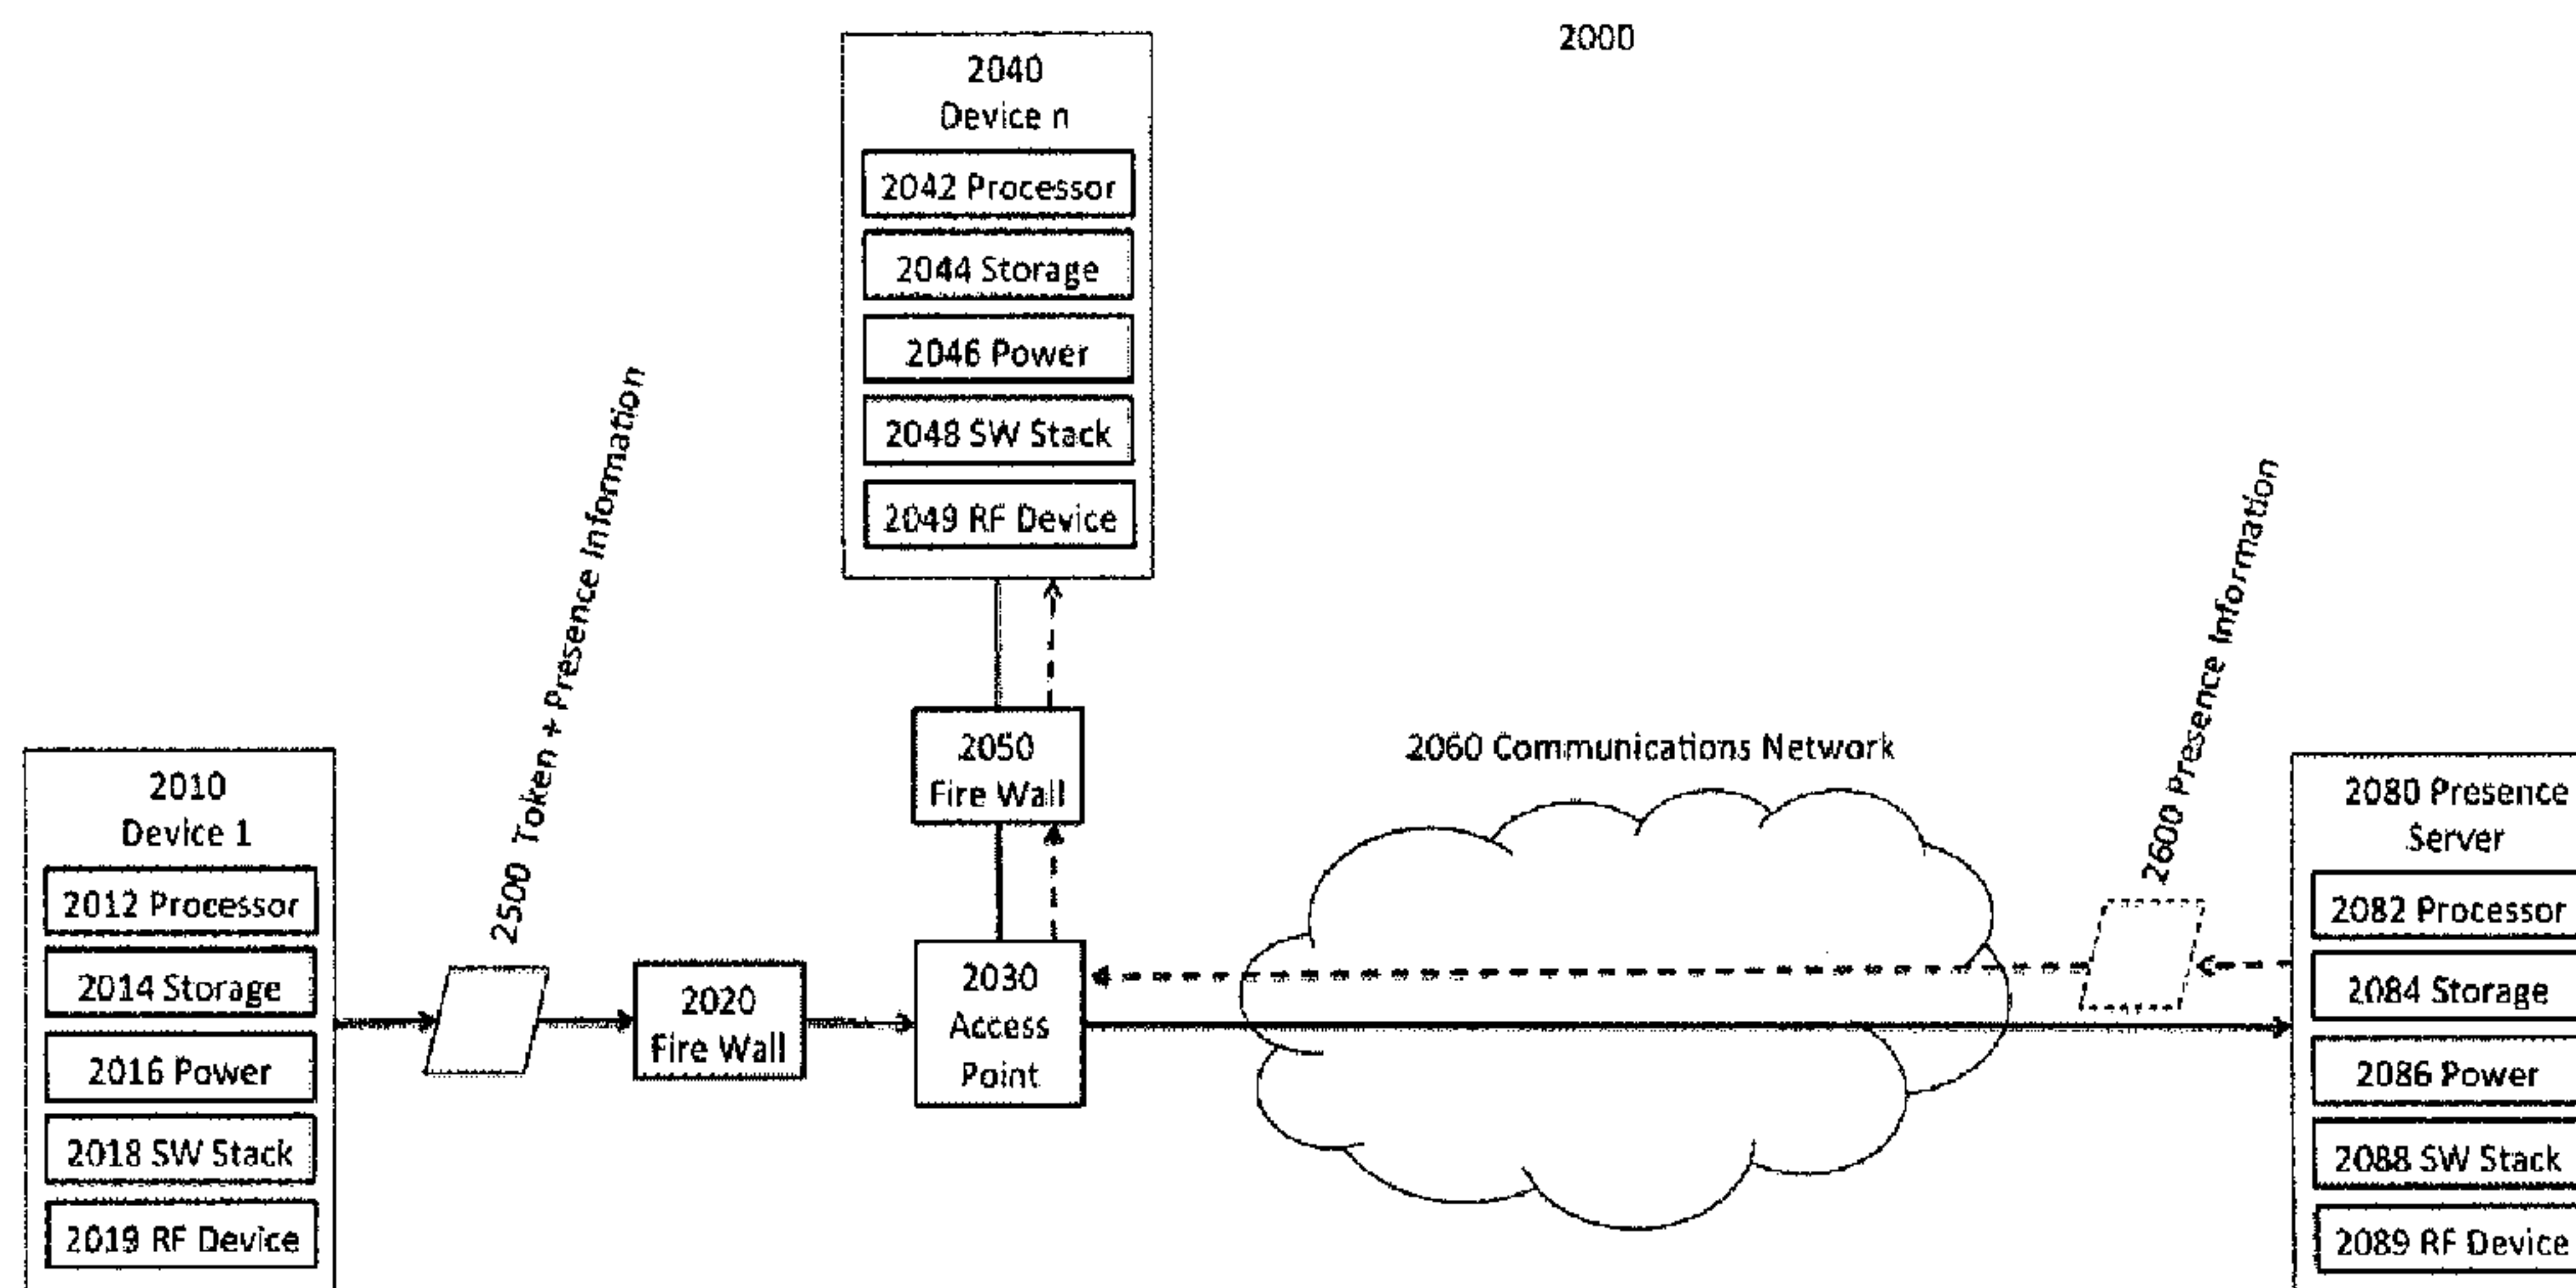 2000
2040
Device n
2042 Processor
2044 Storage
2046 Power
2048 SW Stack
2049 RF Device
2500 Token + Presence Information
2600 Presence Information
2050
Fire Wall
2060 Communications Network
2010
Device 1
2012 Processor
2014 Storage
2016 Power
2018 SW Stack
2019 RF Device
2020
Fire Wall
2030
Access
Point
2080 Presence
Server
2082 Processor
2084 Storage
2086 Power
2088 SW Stack
2089 RF Device